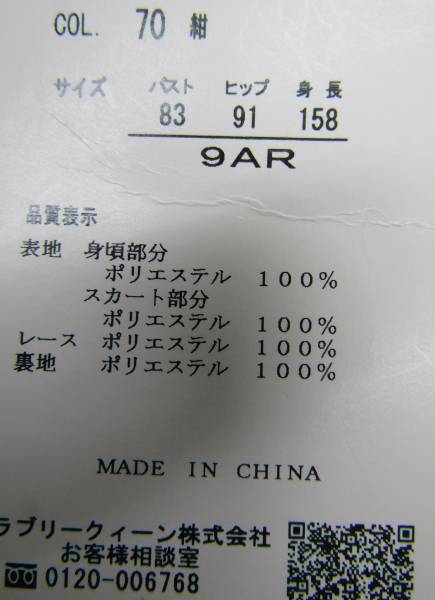 COL. 70 紺
サイズ バスト ヒップ 身長
83 91 158
9AR
品質表示
表地 身頃部分
ポリエステル 100%
スカート部分
ポリエステル 100%
レース ポリエステル 100%
裏地 ポリエステル 100%
MADE IN CHINA
ラブリークィーン株式会社
お客様相談室
0120-006768